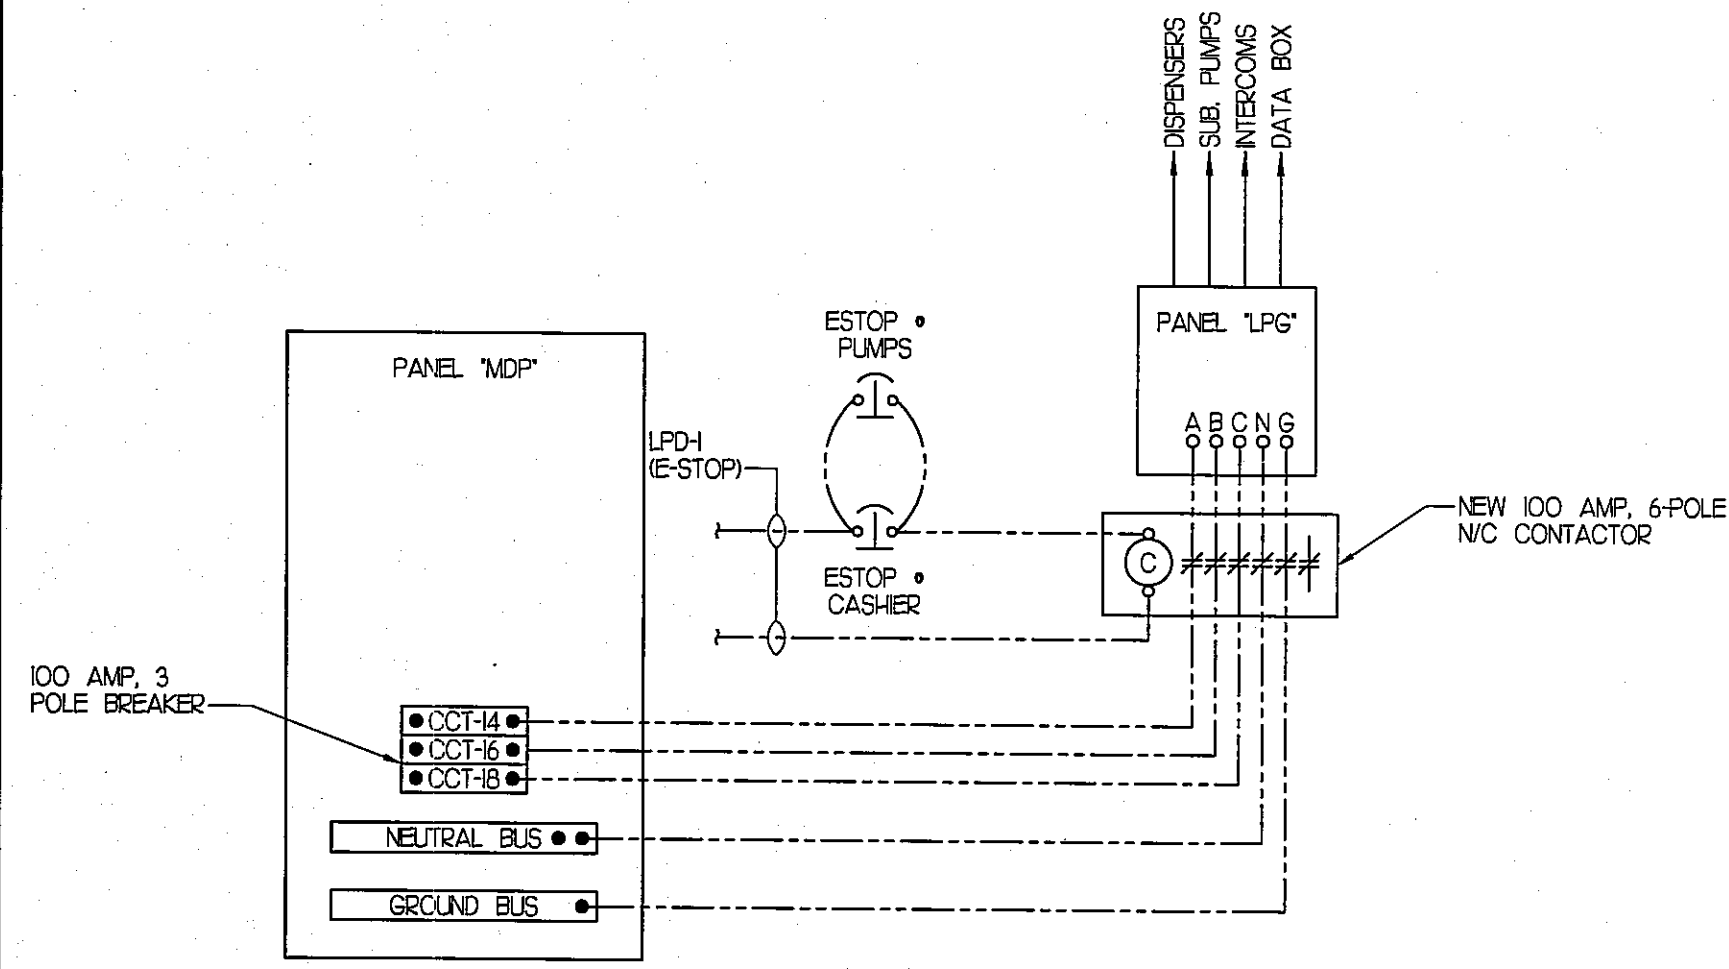 DISPENSERS
SUB. PUMPS
INTERCOMS
DATA BOX
PANEL "LPG"
A B C N G
ESTOP @
PUMPS
PANEL "MDP"
LPD-1
(E-STOP)
NEW 100 AMP, 6-POLE
N/C CONTACTOR
C
ESTOP @
CASHIER
100 AMP, 3
POLE BREAKER
CCT-14
CCT-16
CCT-18
NEUTRAL BUS
GROUND BUS